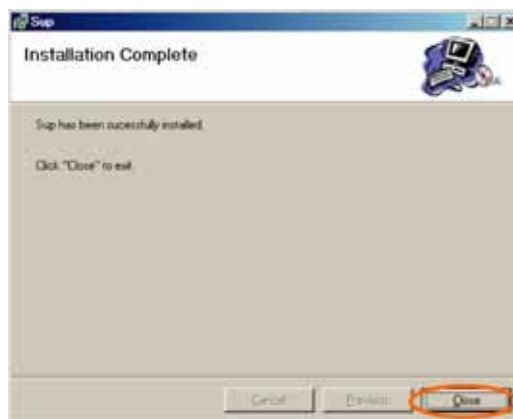 Sup
Installation Complete
Sup has been sucessfully installed.
Click "Close" to exit.
Cancel
Previous
Close